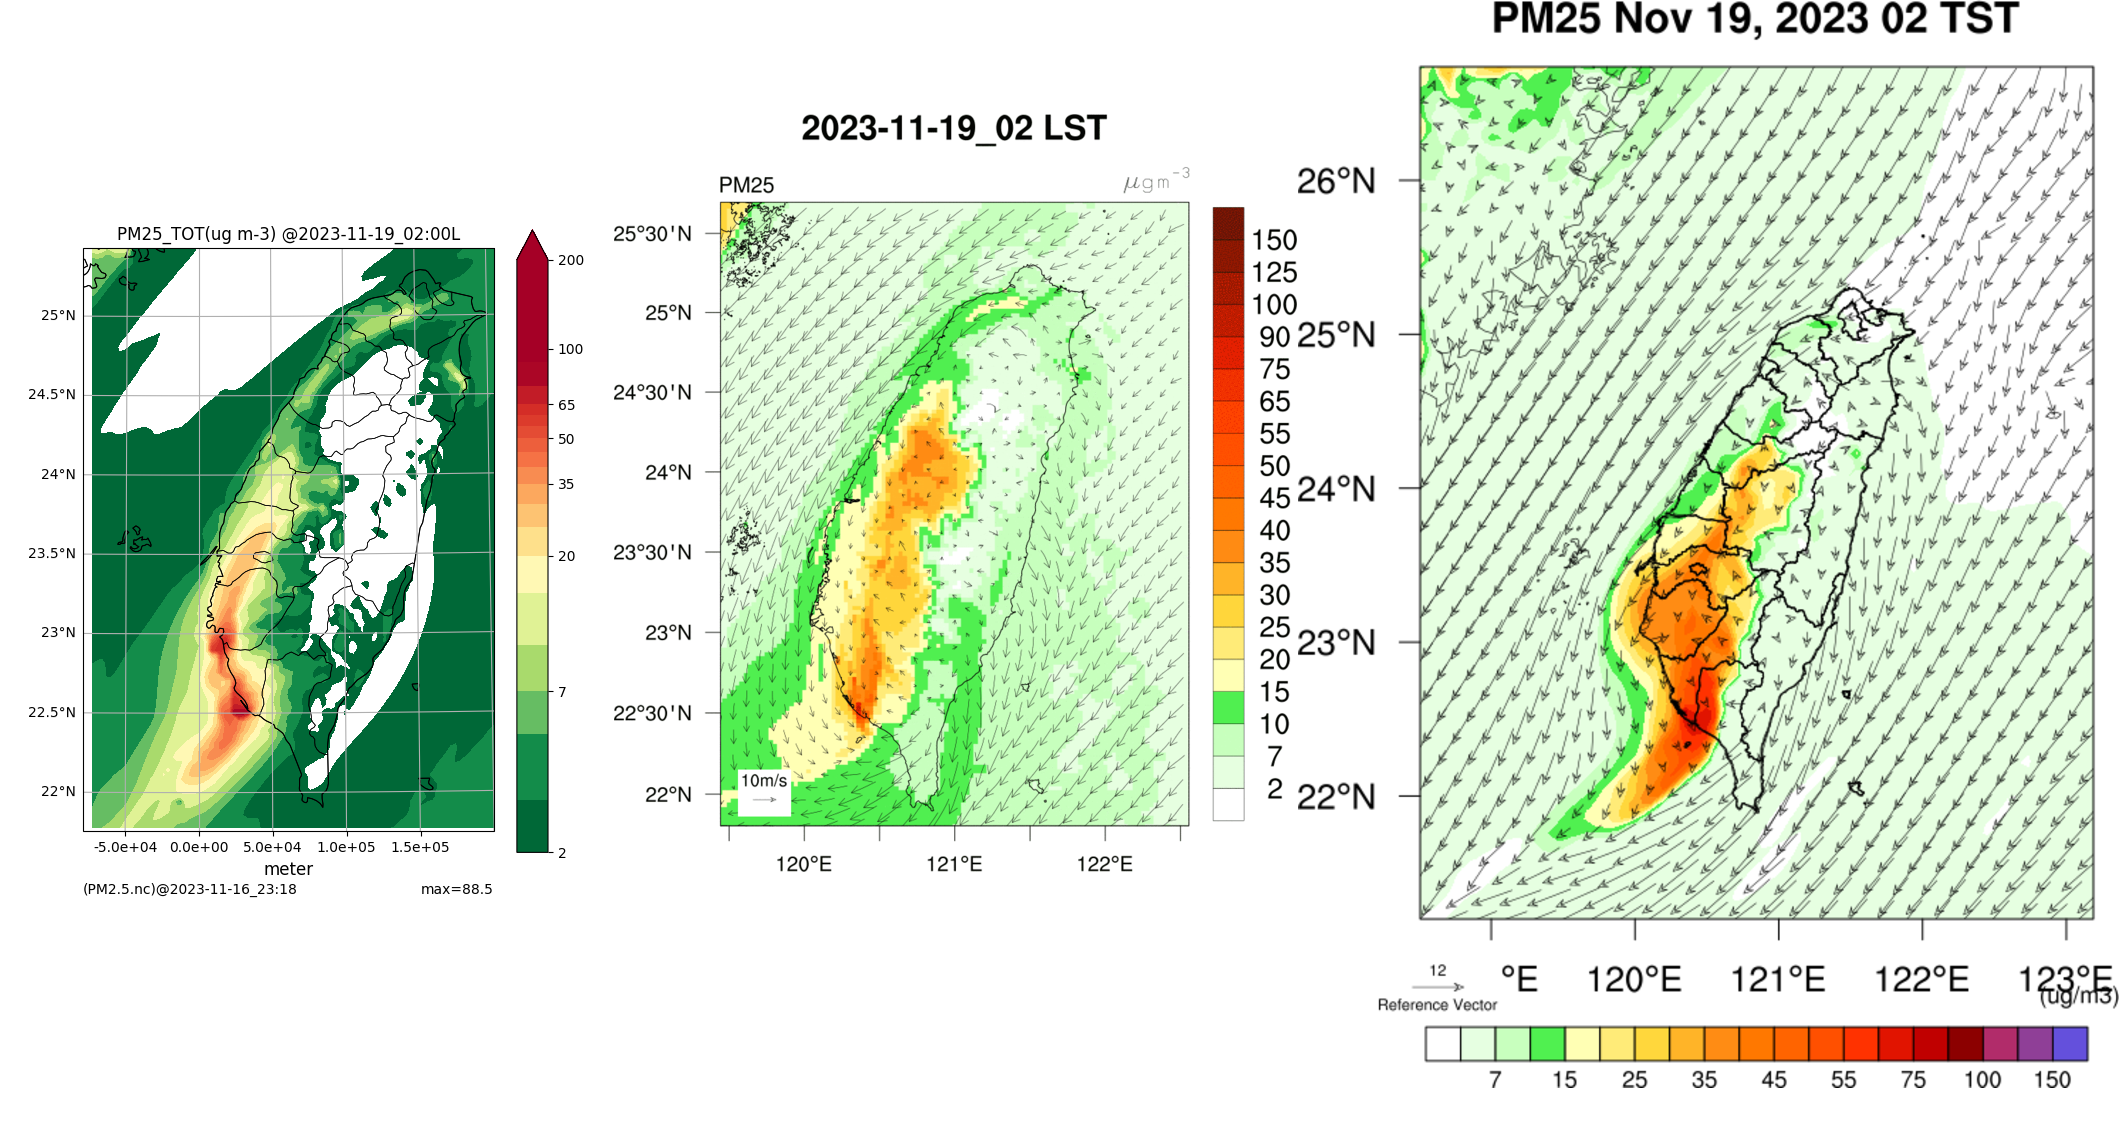 PM25_TOT(ug m-3) @2023-11-19_02:00L
25°N
24.5°N
24°N
23.5°N
23°N
22.5°N
22°N
-5.0e+04 0.0e+00 5.0e+04 1.0e+05 1.5e+05
meter
(PM2.5.nc)@2023-11-16_23:18 max=88.5
200
100
65
50
35
20
7
2
2023-11-19_02 LST
PM25 μgm⁻³
25°30'N
25°N
24°30'N
24°N
23°30'N
23°N
22°30'N
22°N
10m/s
120°E 121°E 122°E
150
125
100
90
75
65
55
50
45
40
35
30
25
20
15
10
7
2
PM25 Nov 19, 2023 02 TST
26°N
25°N
24°N
23°N
22°N
°E 120°E 121°E 122°E 123°E
12
Reference Vector
(ug/m3)
7 15 25 35 45 55 75 100 150